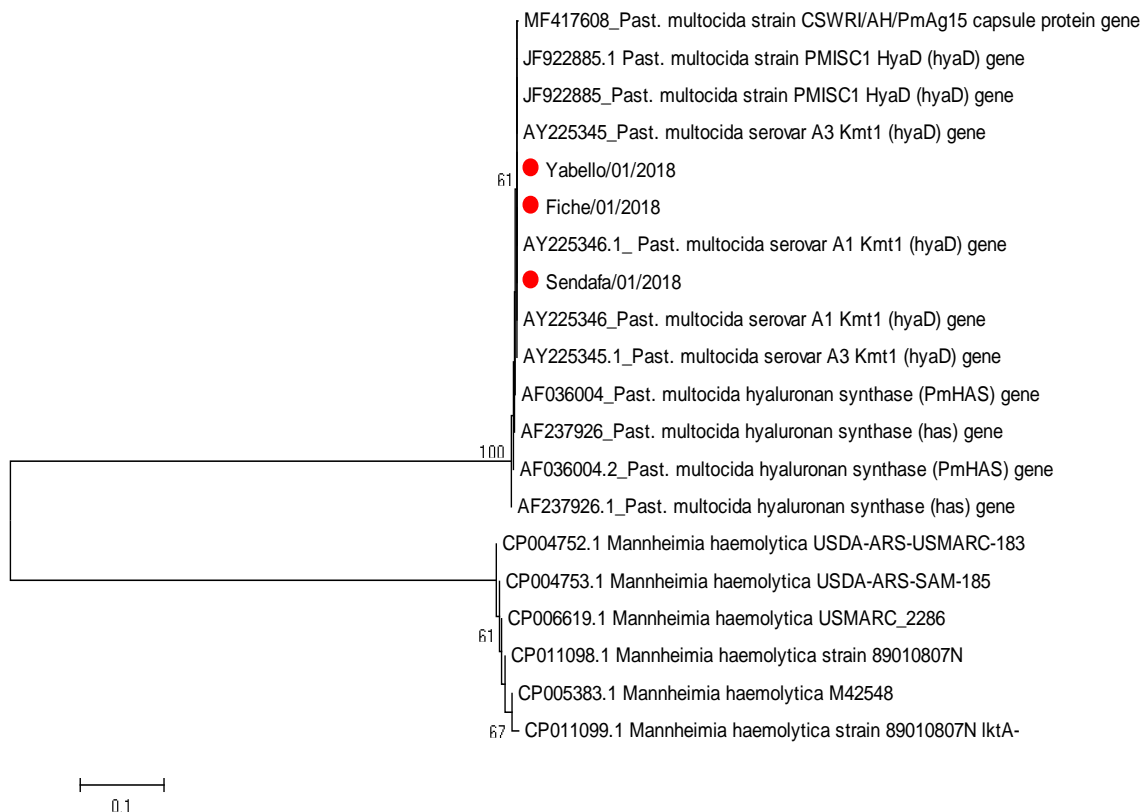 MF417608_Past. multocida strain CSWRI/AH/PmAg15 capsule protein gene
JF922885.1 Past. multocida strain PMISC1 HyaD (hyaD) gene
JF922885_Past. multocida strain PMISC1 HyaD (hyaD) gene
AY225345_Past. multocida serovar A3 Kmt1 (hyaD) gene
Yabello/01/2018
61
Fiche/01/2018
AY225346.1_ Past. multocida serovar A1 Kmt1 (hyaD) gene
Sendafa/01/2018
AY225346_Past. multocida serovar A1 Kmt1 (hyaD) gene
AY225345.1_Past. multocida serovar A3 Kmt1 (hyaD) gene
AF036004_Past. multocida hyaluronan synthase (PmHAS) gene
AF237926_Past. multocida hyaluronan synthase (has) gene
100
AF036004.2_Past. multocida hyaluronan synthase (PmHAS) gene
AF237926.1_Past. multocida hyaluronan synthase (has) gene
CP004752.1 Mannheimia haemolytica USDA-ARS-USMARC-183
CP004753.1 Mannheimia haemolytica USDA-ARS-SAM-185
CP006619.1 Mannheimia haemolytica USMARC_2286
61
CP011098.1 Mannheimia haemolytica strain 89010807N
CP005383.1 Mannheimia haemolytica M42548
67
CP011099.1 Mannheimia haemolytica strain 89010807N lktA-
0.1